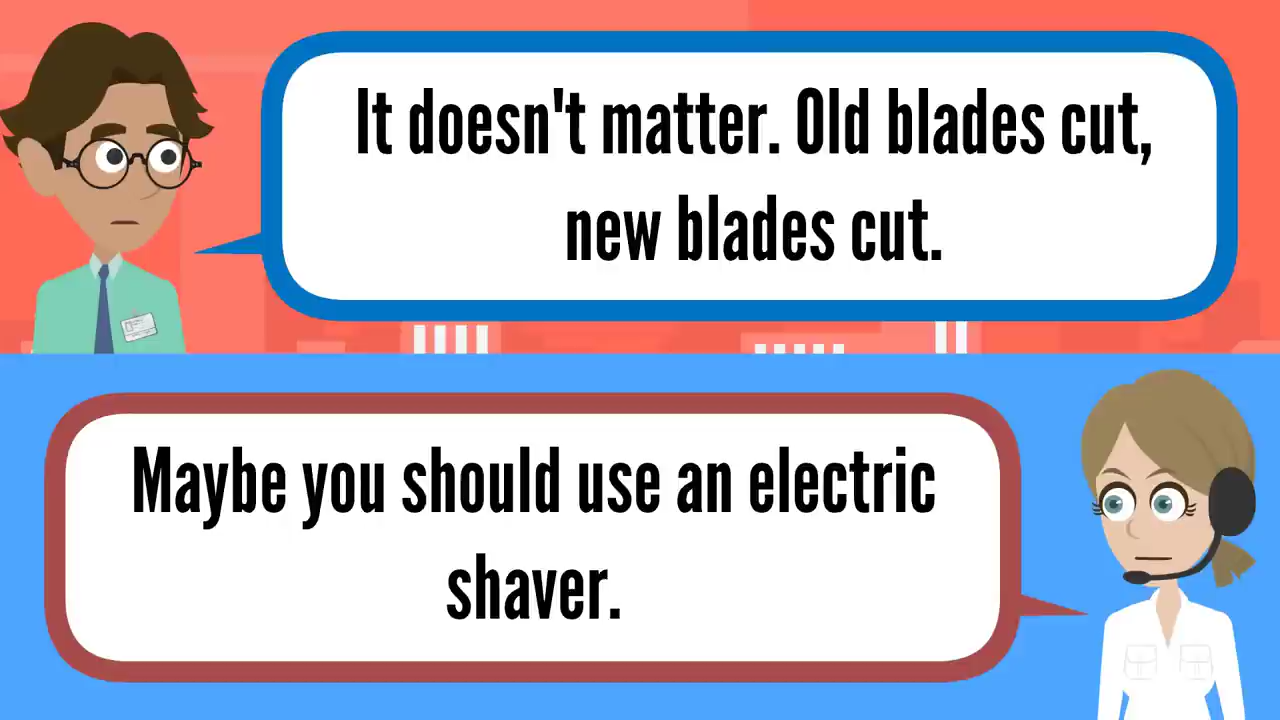 It doesn't matter. Old blades cut,
new blades cut.
Maybe you should use an electric
shaver.